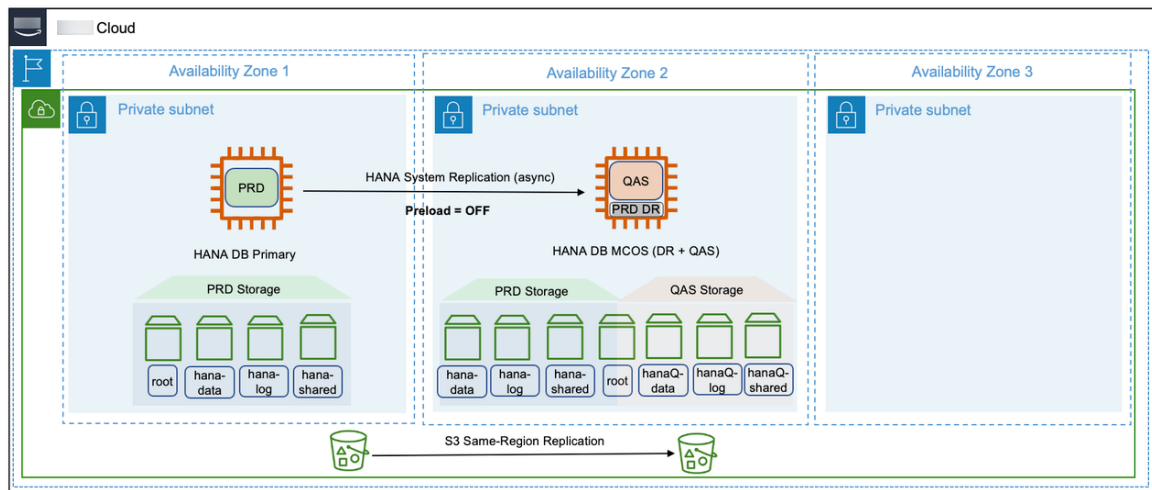 Cloud
Availability Zone 1
Availability Zone 2
Availability Zone 3
Private subnet
Private subnet
Private subnet
PRD
HANA System Replication (async)
Preload = OFF
QAS
PRD DR
HANA DB Primary
HANA DB MCOS (DR + QAS)
PRD Storage
PRD Storage
QAS Storage
root
hana-
data
hana-
log
hana-
shared
hana-
data
hana-
log
hana-
shared
root
hanaQ-
data
hanaQ-
log
hanaQ-
shared
S3 Same-Region Replication